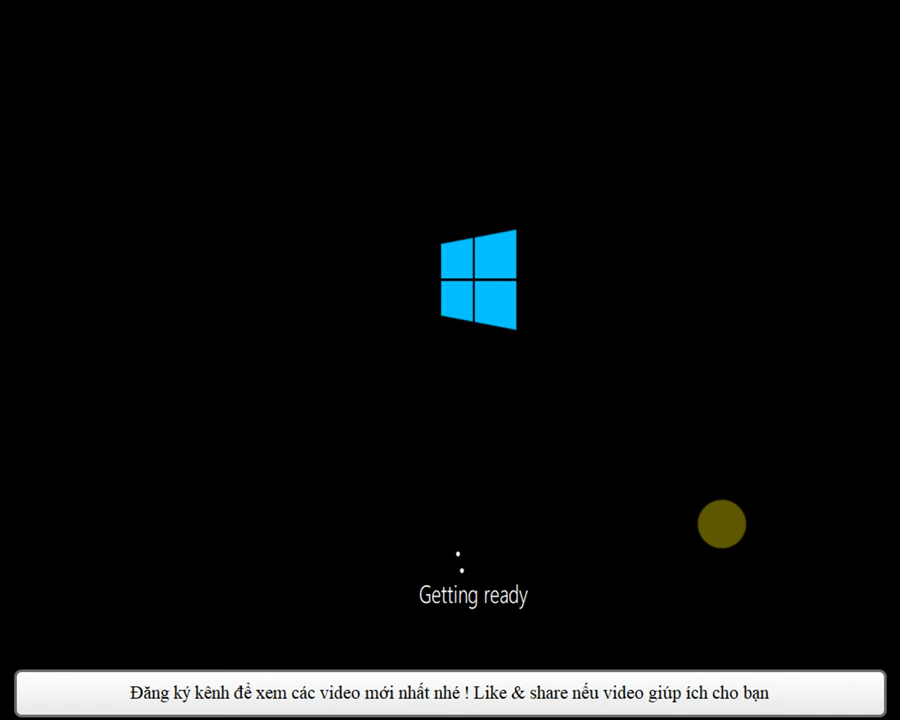 Getting ready
Đăng ký kênh để xem các video mới nhất nhé ! Like & share nếu video giúp ích cho bạn